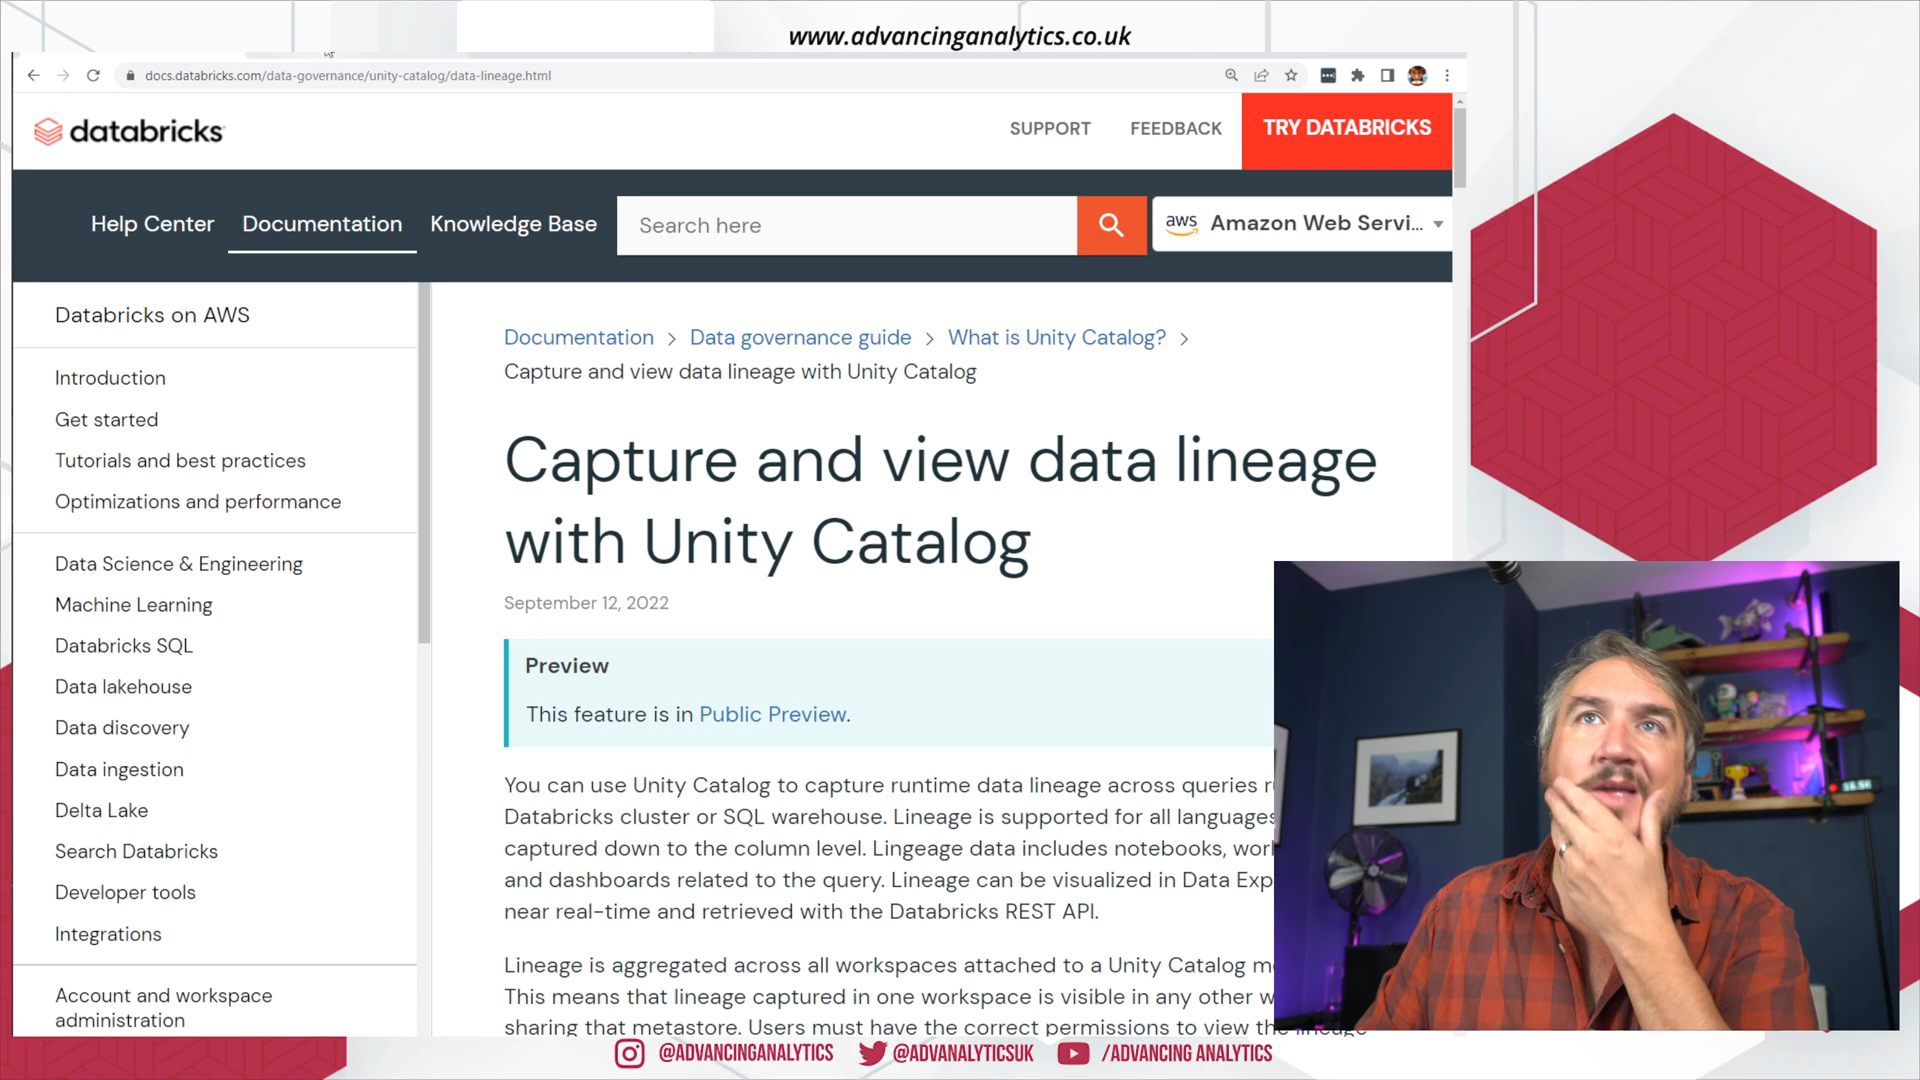 www.advancinganalytics.co.uk
docs.databricks.com/data-governance/unity-catalog/data-lineage.html
databricks
SUPPORT
FEEDBACK
TRY DATABRICKS
Help Center
Documentation
Knowledge Base
Search here
aws
Amazon Web Servi...
Databricks on AWS
Introduction
Get started
Tutorials and best practices
Optimizations and performance
Data Science & Engineering
Machine Learning
Databricks SQL
Data lakehouse
Data discovery
Data ingestion
Delta Lake
Search Databricks
Developer tools
Integrations
Account and workspace
administration
Documentation > Data governance guide > What is Unity Catalog? >
Capture and view data lineage with Unity Catalog
Capture and view data lineage
with Unity Catalog
September 12, 2022
Preview
This feature is in Public Preview.
You can use Unity Catalog to capture runtime data lineage across queries
Databricks cluster or SQL warehouse. Lineage is supported for all languages
captured down to the column level. Lingeage data includes notebooks,
and dashboards related to the query. Lineage can be visualized in Data
near real-time and retrieved with the Databricks REST API.
Lineage is aggregated across all workspaces attached to a Unity Catalog
This means that lineage captured in one workspace is visible in any other
sharing that metastore. Users must have the correct permissions to view the lineage
@ADVANCINGANALYTICS
@ADVANALYTICSUK
/ADVANCING ANALYTICS